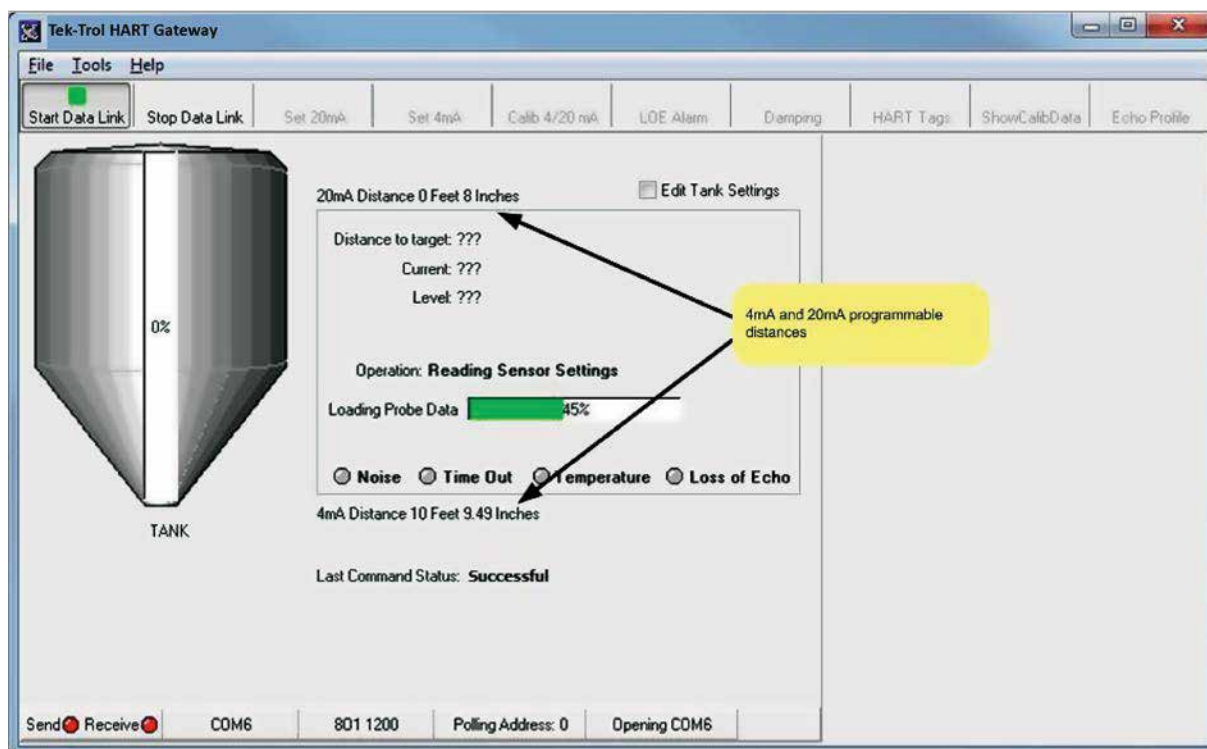 Tek-Trol HART Gateway
File Tools Help
Start Data Link Stop Data Link Set 20mA Set 4mA Calib 4/20 mA LOE Alarm Damping HART Tags ShowCalibData Echo Profile
20mA Distance 0 Feet 8 Inches
Edit Tank Settings
Distance to target: ???
Current: ???
Level: ???
0%
4mA and 20mA programmable
distances
Operation: Reading Sensor Settings
Loading Probe Data 45%
Noise Time Out Temperature Loss of Echo
4mA Distance 10 Feet 9.49 Inches
TANK
Last Command Status: Successful
Send Receive COM6 8O1 1200 Polling Address: 0 Opening COM6